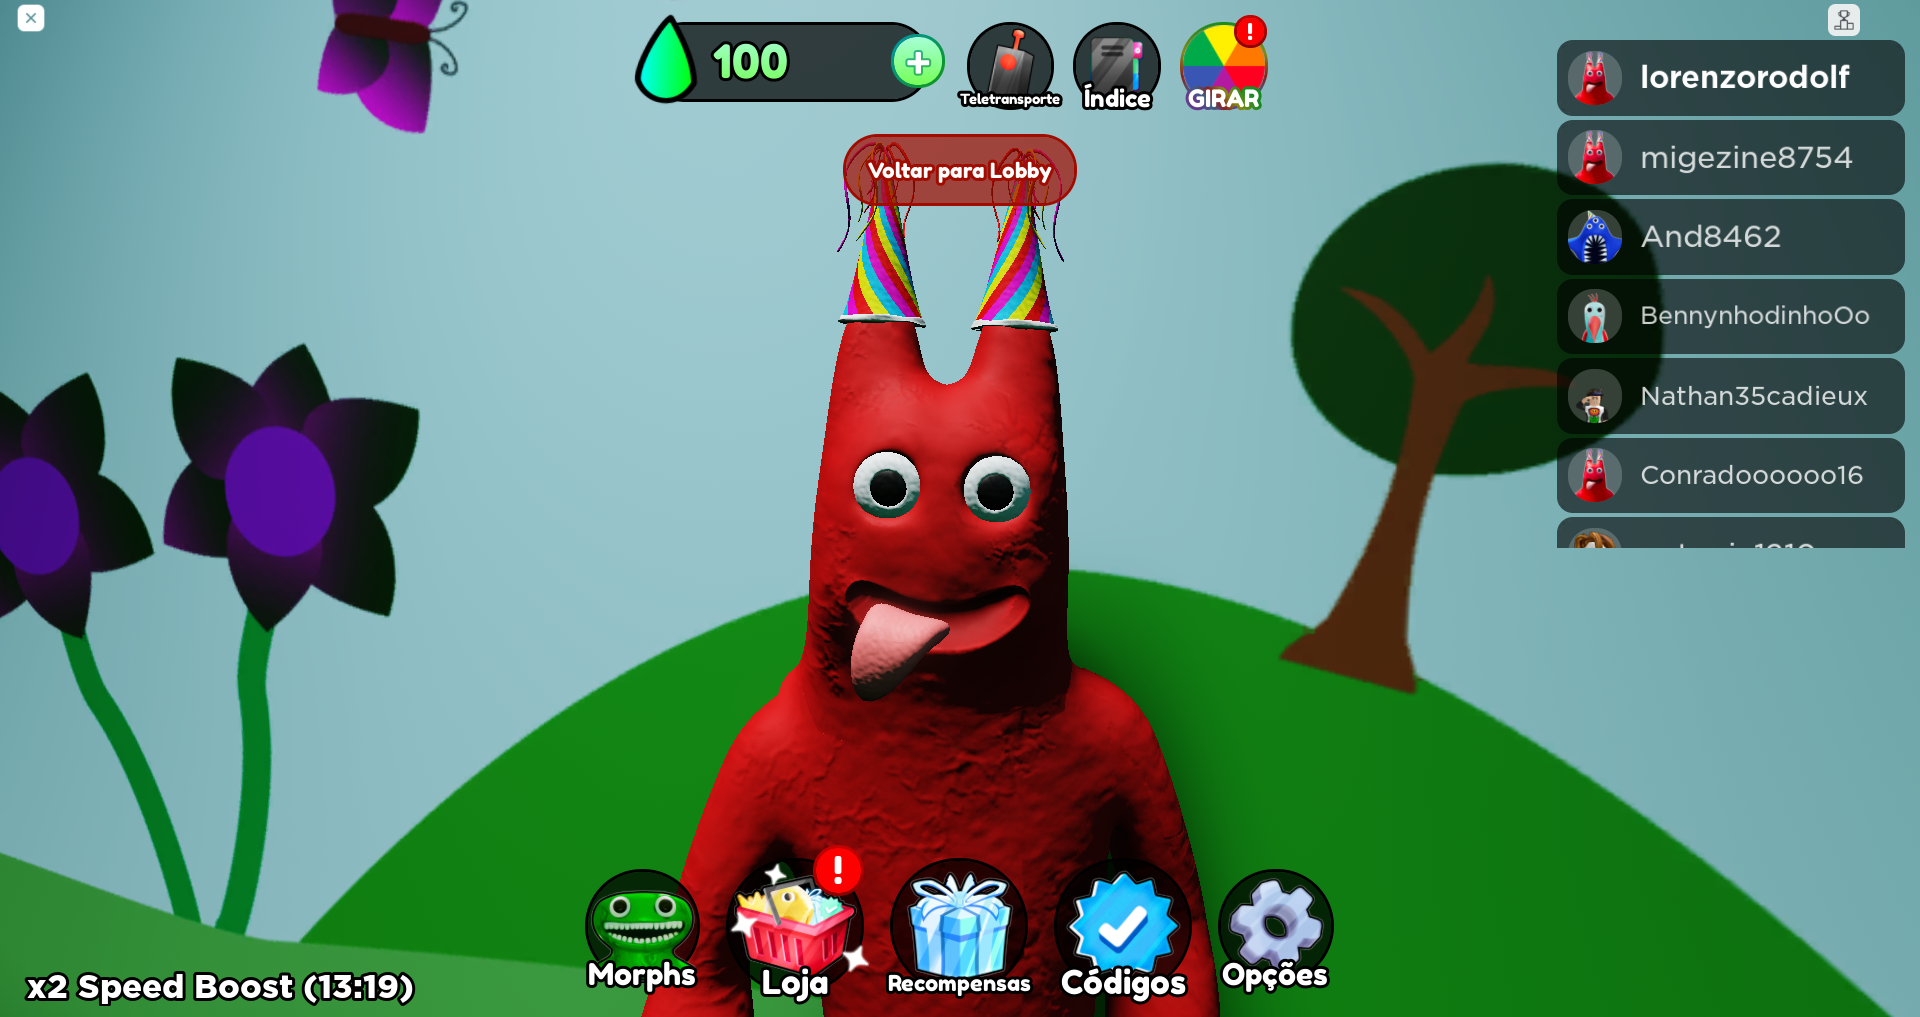 100
Teletransporte
Índice
GIRAR
Voltar para Lobby
lorenzorodolf
migezine8754
And8462
BennynhodinhoOo
Nathan35cadieux
Conradoooooo16
x2 Speed Boost (13:19)
Morphs
Loja
Recompensas
Códigos
Opções